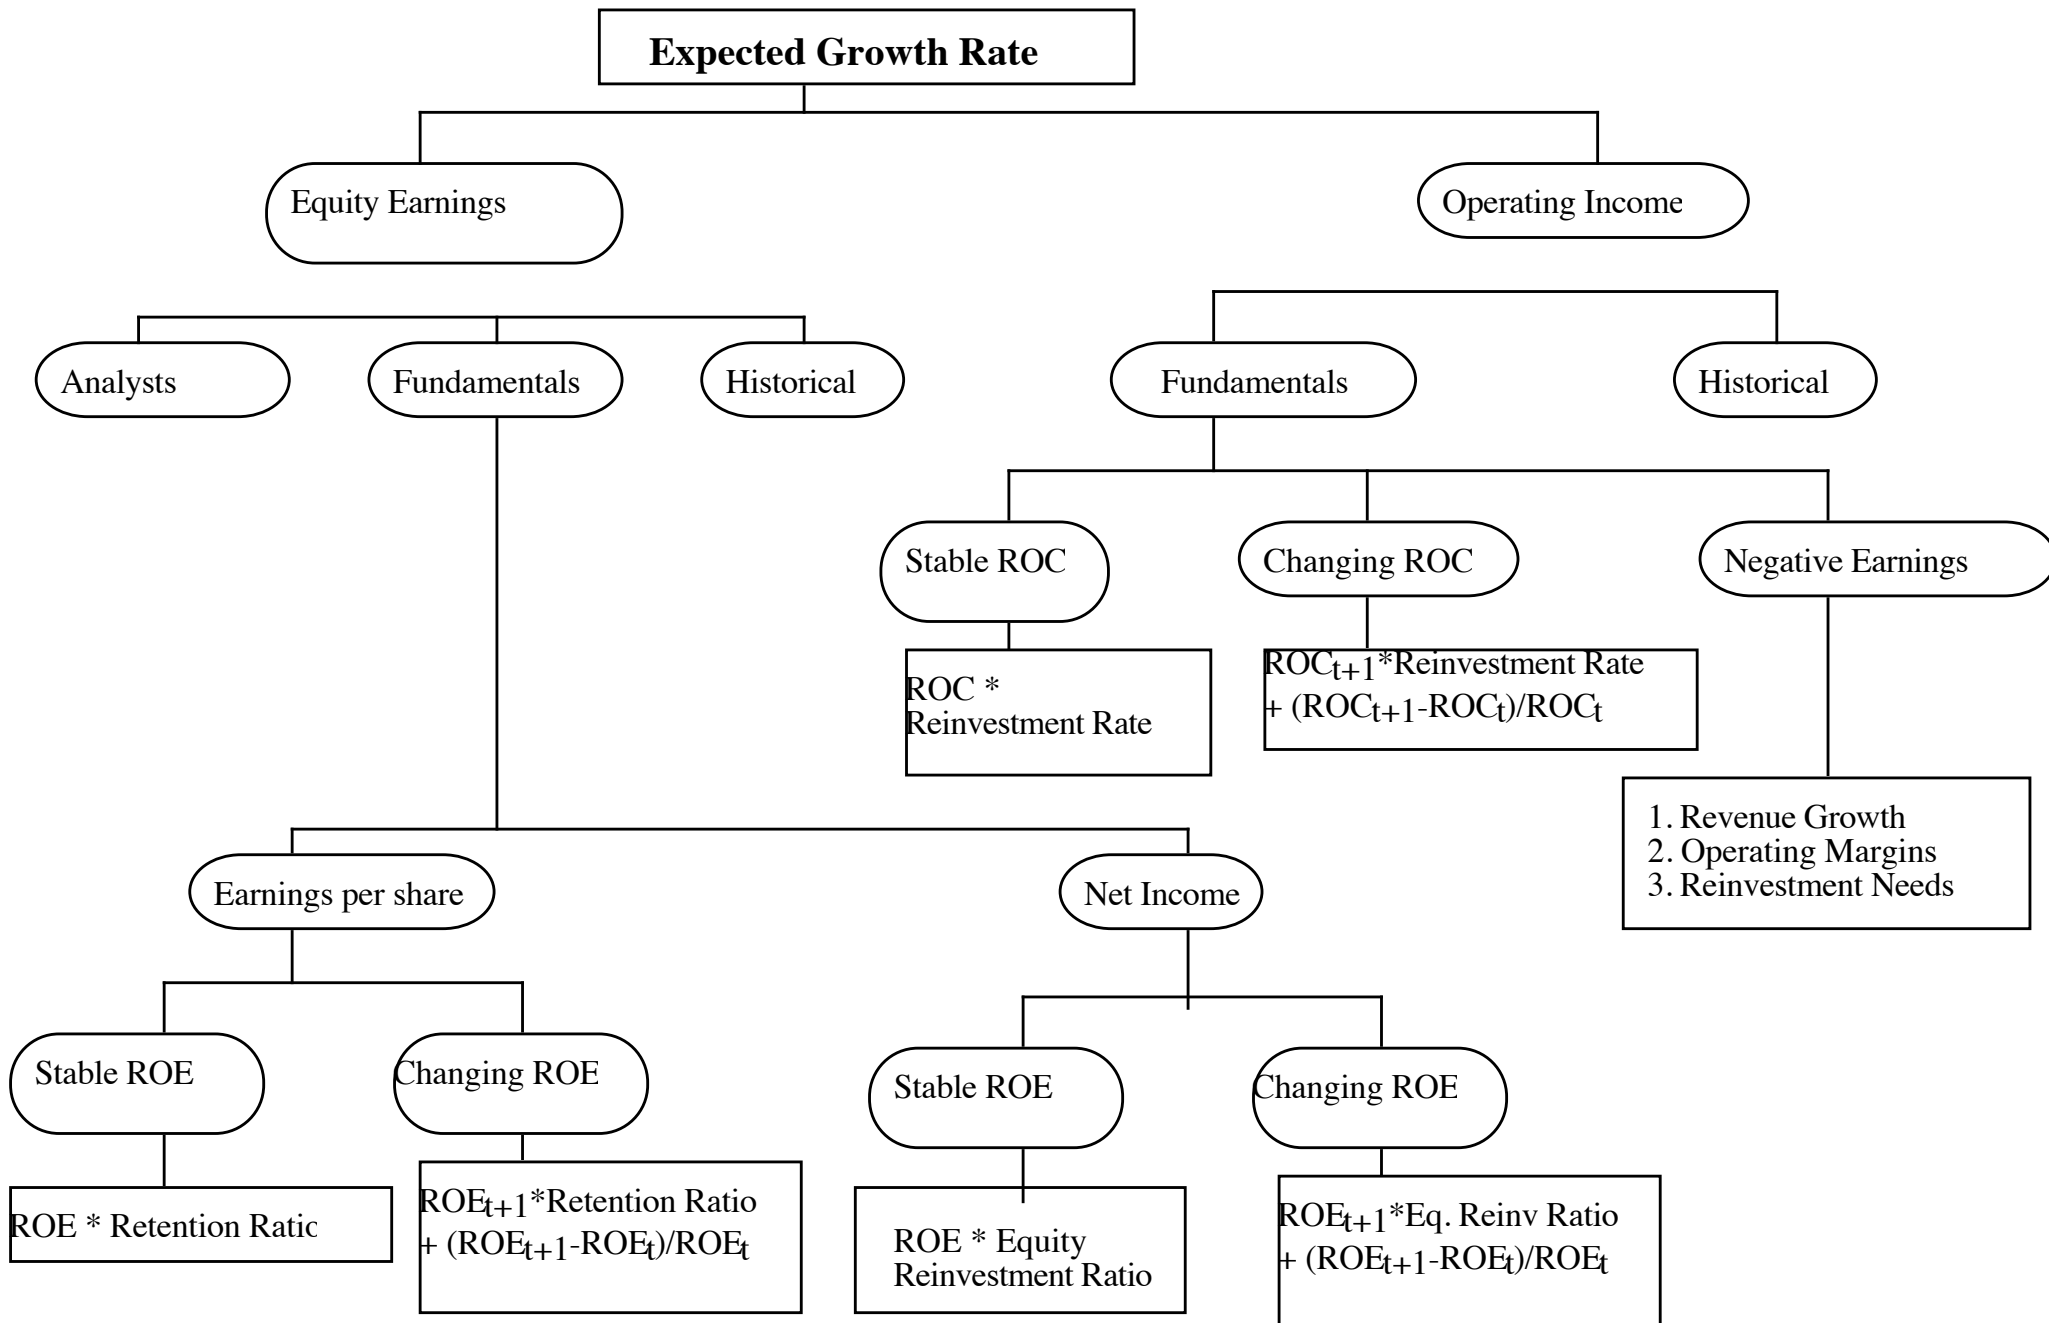 Expected Growth Rate
Equity Earnings
Operating Income
Analysts
Fundamentals
Historical
Fundamentals
Historical
Stable ROC
Changing ROC
Negative Earnings
ROC *
Reinvestment Rate
ROCt+1*Reinvestment Rate
+ (ROCt+1-ROCt)/ROCt
1. Revenue Growth
2. Operating Margins
3. Reinvestment Needs
Earnings per share
Net Income
Stable ROE
Changing ROE
Stable ROE
Changing ROE
ROE * Retention Ratio
ROEt+1*Retention Ratio
+ (ROEt+1-ROEt)/ROEt
ROE * Equity
Reinvestment Ratio
ROEt+1*Eq. Reinv Ratio
+ (ROEt+1-ROEt)/ROEt